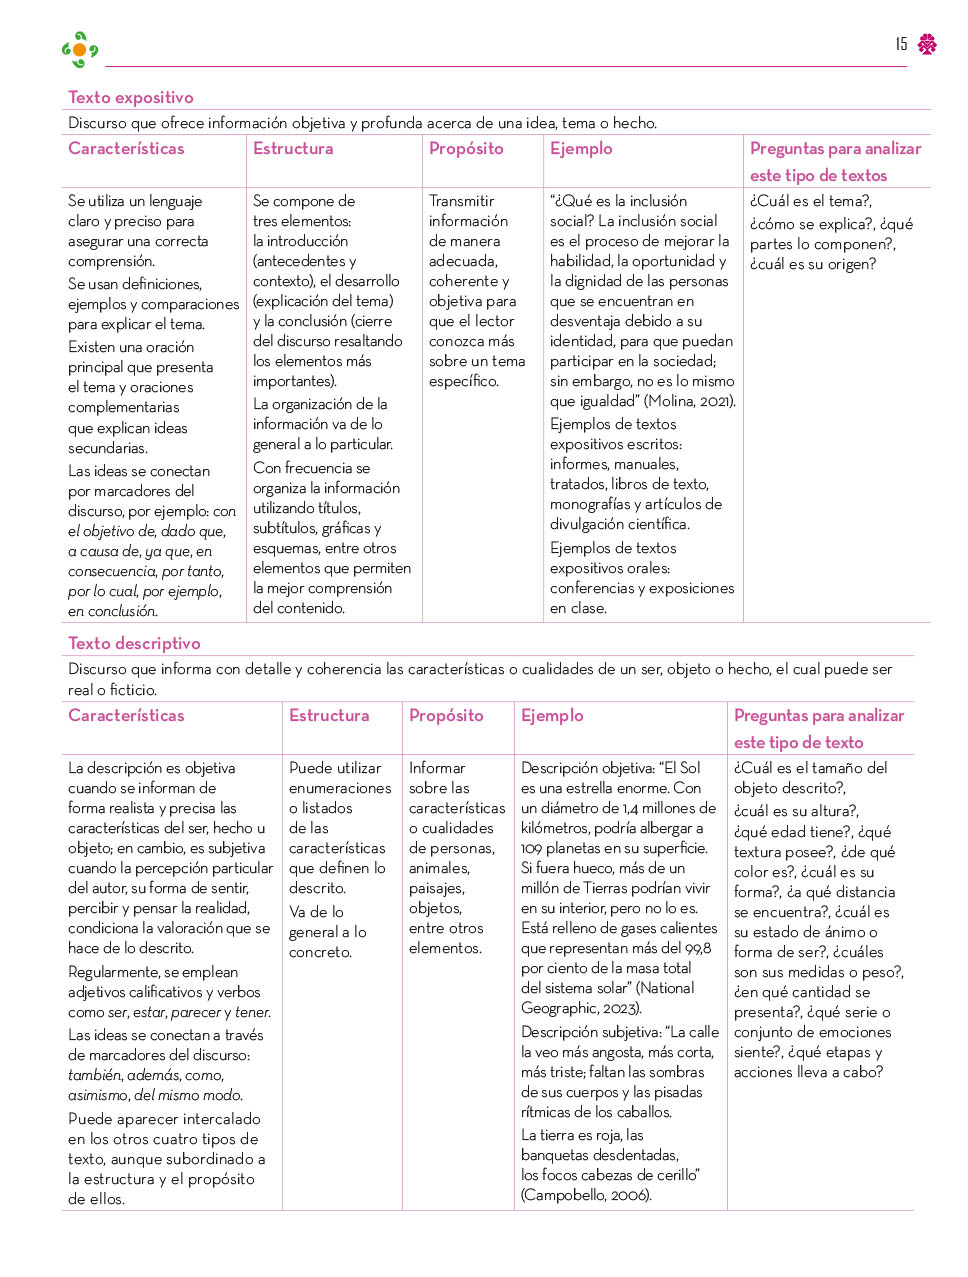 15
Texto expositivo
Discurso que ofrece información objetiva y profunda acerca de una idea, tema o hecho.
Características
Se utiliza un lenguaje
claro y preciso para
asegurar una correcta
comprensión.
Se usan definiciones,
ejemplos y comparaciones
para explicar el tema.
Existen una oración
principal que presenta
el tema y oraciones
complementarias
que explican ideas
secundarias.
Las ideas se conectan
por marcadores del
discurso, por ejemplo: con
el objetivo de, dado que,
a causa de, ya que, en
consecuencia, por tanto,
por lo cual, por ejemplo,
en conclusión.
Estructura
Se compone de
tres elementos:
la introducción
(antecedentes y
contexto), el desarrollo
(explicación del tema)
y la conclusión (cierre
del discurso resaltando
los elementos más
importantes).
La organización de la
información va de lo
general a lo particular.
Con frecuencia se
organiza la información
utilizando títulos,
subtítulos, gráficas y
esquemas, entre otros
elementos que permiten
la mejor comprensión
del contenido.
Propósito
Transmitir
información
de manera
adecuada,
coherente y
objetiva para
que el lector
conozca más
sobre un tema
específico.
Ejemplo
“¿Qué es la inclusión
social? La inclusión social
es el proceso de mejorar la
habilidad, la oportunidad y
la dignidad de las personas
que se encuentran en
desventaja debido a su
identidad, para que puedan
participar en la sociedad;
sin embargo, no es lo mismo
que igualdad” (Molina, 2021).
Ejemplos de textos
expositivos escritos:
informes, manuales,
tratados, libros de texto,
monografías y artículos de
divulgación científica.
Ejemplos de textos
expositivos orales:
conferencias y exposiciones
en clase.
Preguntas para analizar
este tipo de textos
¿Cuál es el tema?,
¿cómo se explica?, ¿qué
partes lo componen?,
¿cuál es su origen?
Texto descriptivo
Discurso que informa con detalle y coherencia las características o cualidades de un ser, objeto o hecho, el cual puede ser
real o ficticio.
Características
La descripción es objetiva
cuando se informan de
forma realista y precisa las
características del ser, hecho u
objeto; en cambio, es subjetiva
cuando la percepción particular
del autor, su forma de sentir,
percibir y pensar la realidad,
condiciona la valoración que se
hace de lo descrito.
Regularmente, se emplean
adjetivos calificativos y verbos
como ser, estar, parecer y tener.
Las ideas se conectan a través
de marcadores del discurso:
también, además, como,
asimismo, del mismo modo.
Puede aparecer intercalado
en los otros cuatro tipos de
texto, aunque subordinado a
la estructura y el propósito
de ellos.
Estructura
Puede utilizar
enumeraciones
o listados
de las
características
que definen lo
descrito.
Va de lo
general a lo
concreto.
Propósito
Informar
sobre las
características
o cualidades
de personas,
animales,
paisajes,
objetos,
entre otros
elementos.
Ejemplo
Descripción objetiva: “El Sol
es una estrella enorme. Con
un diámetro de 1,4 millones de
kilómetros, podría albergar a
109 planetas en su superficie.
Si fuera hueco, más de un
millón de Tierras podrían vivir
en su interior, pero no lo es.
Está relleno de gases calientes
que representan más del 99,8
por ciento de la masa total
del sistema solar” (National
Geographic, 2023).
Descripción subjetiva: “La calle
la veo más angosta, más corta,
más triste; faltan las sombras
de sus cuerpos y las pisadas
rítmicas de los caballos.
La tierra es roja, las
banquetas desdentadas,
los focos cabezas de cerillo”
(Campobello, 2006).
Preguntas para analizar
este tipo de texto
¿Cuál es el tamaño del
objeto descrito?,
¿cuál es su altura?,
¿qué edad tiene?, ¿qué
textura posee?, ¿de qué
color es?, ¿cuál es su
forma?, ¿a qué distancia
se encuentra?, ¿cuál es
su estado de ánimo o
forma de ser?, ¿cuáles
son sus medidas o peso?,
¿en qué cantidad se
presenta?, ¿qué serie o
conjunto de emociones
siente?, ¿qué etapas y
acciones lleva a cabo?